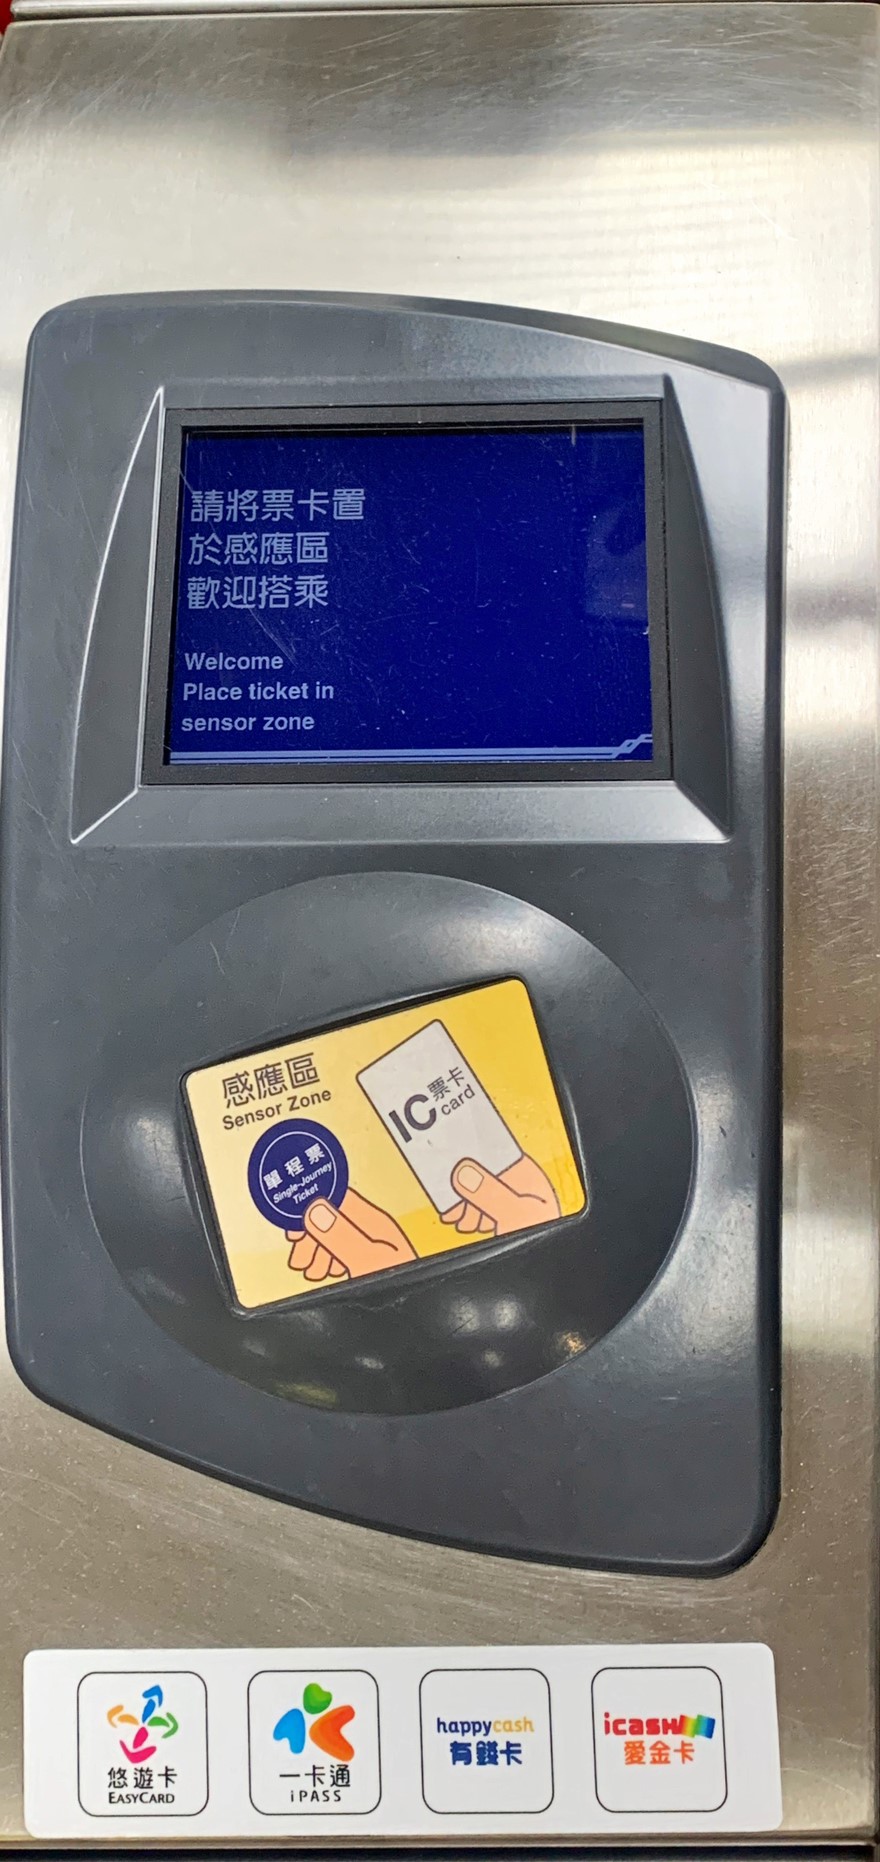 請將票卡置
於感應區
歡迎搭乘
Welcome
Place ticket in
sensor zone
感應區
Sensor Zone
單程票
Single-Journey
Ticket
IC票卡
card
悠遊卡
EASYCARD
一卡通
iPASS
happycash
有錢卡
icash
愛金卡